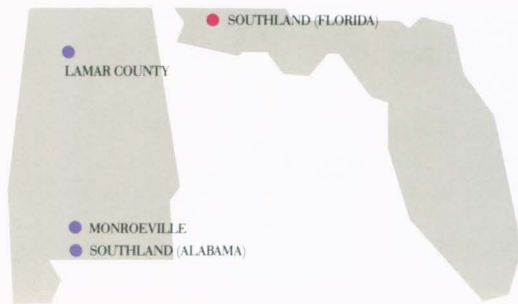 SOUTHLAND (FLORIDA)
LAMAR COUNTY
MONROEVILLE
SOUTHLAND (ALABAMA)